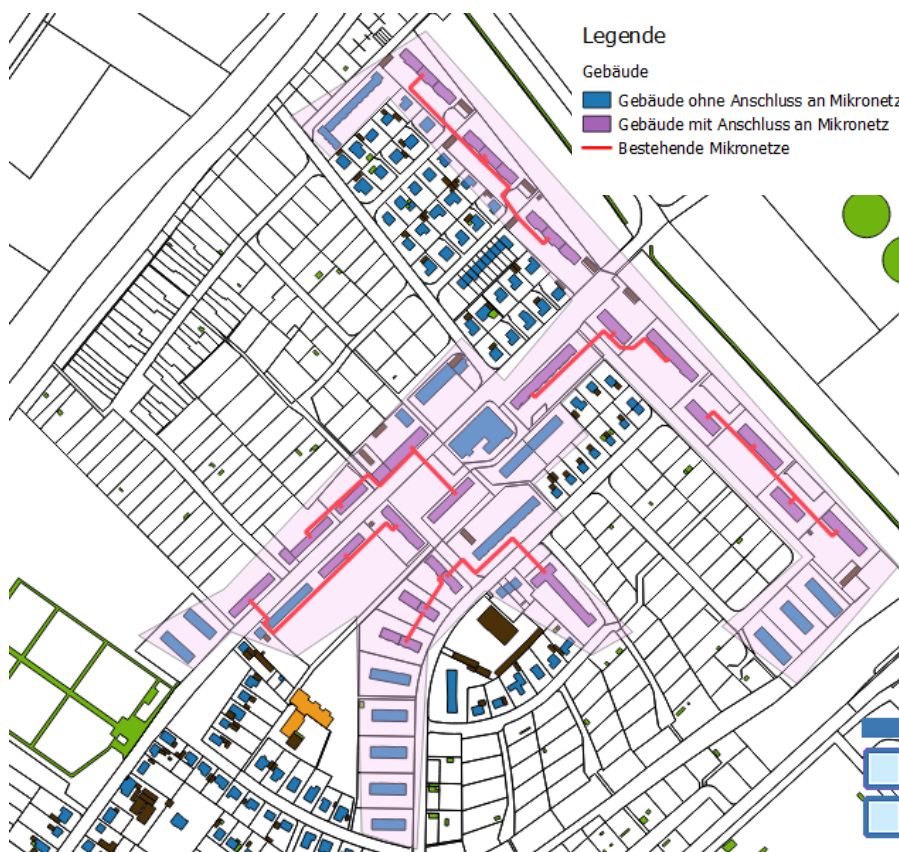 Legende
Gebäude
Gebäude ohne Anschluss an Mikronetz
Gebäude mit Anschluss an Mikronetz
Bestehende Mikronetze